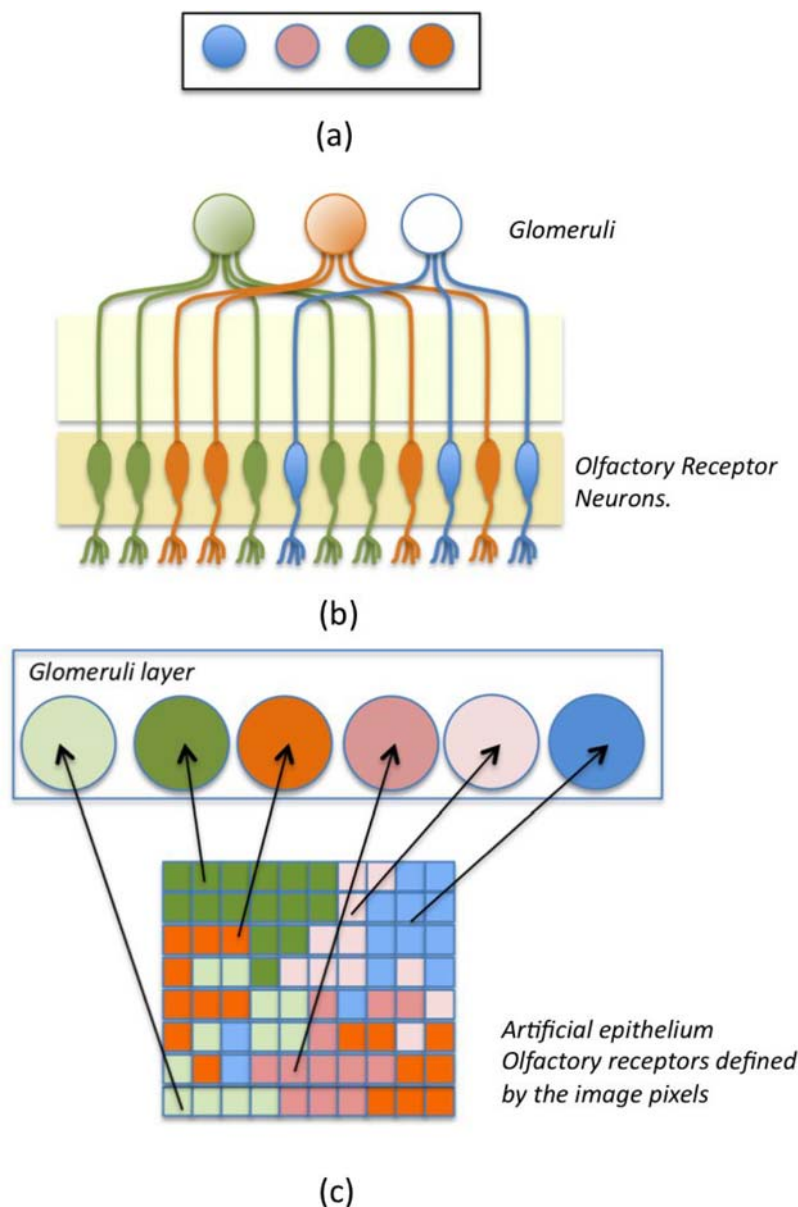 (a)
Glomeruli
Olfactory Receptor
Neurons.
(b)
Glomeruli layer
Artificial epithelium
Olfactory receptors defined
by the image pixels
(c)